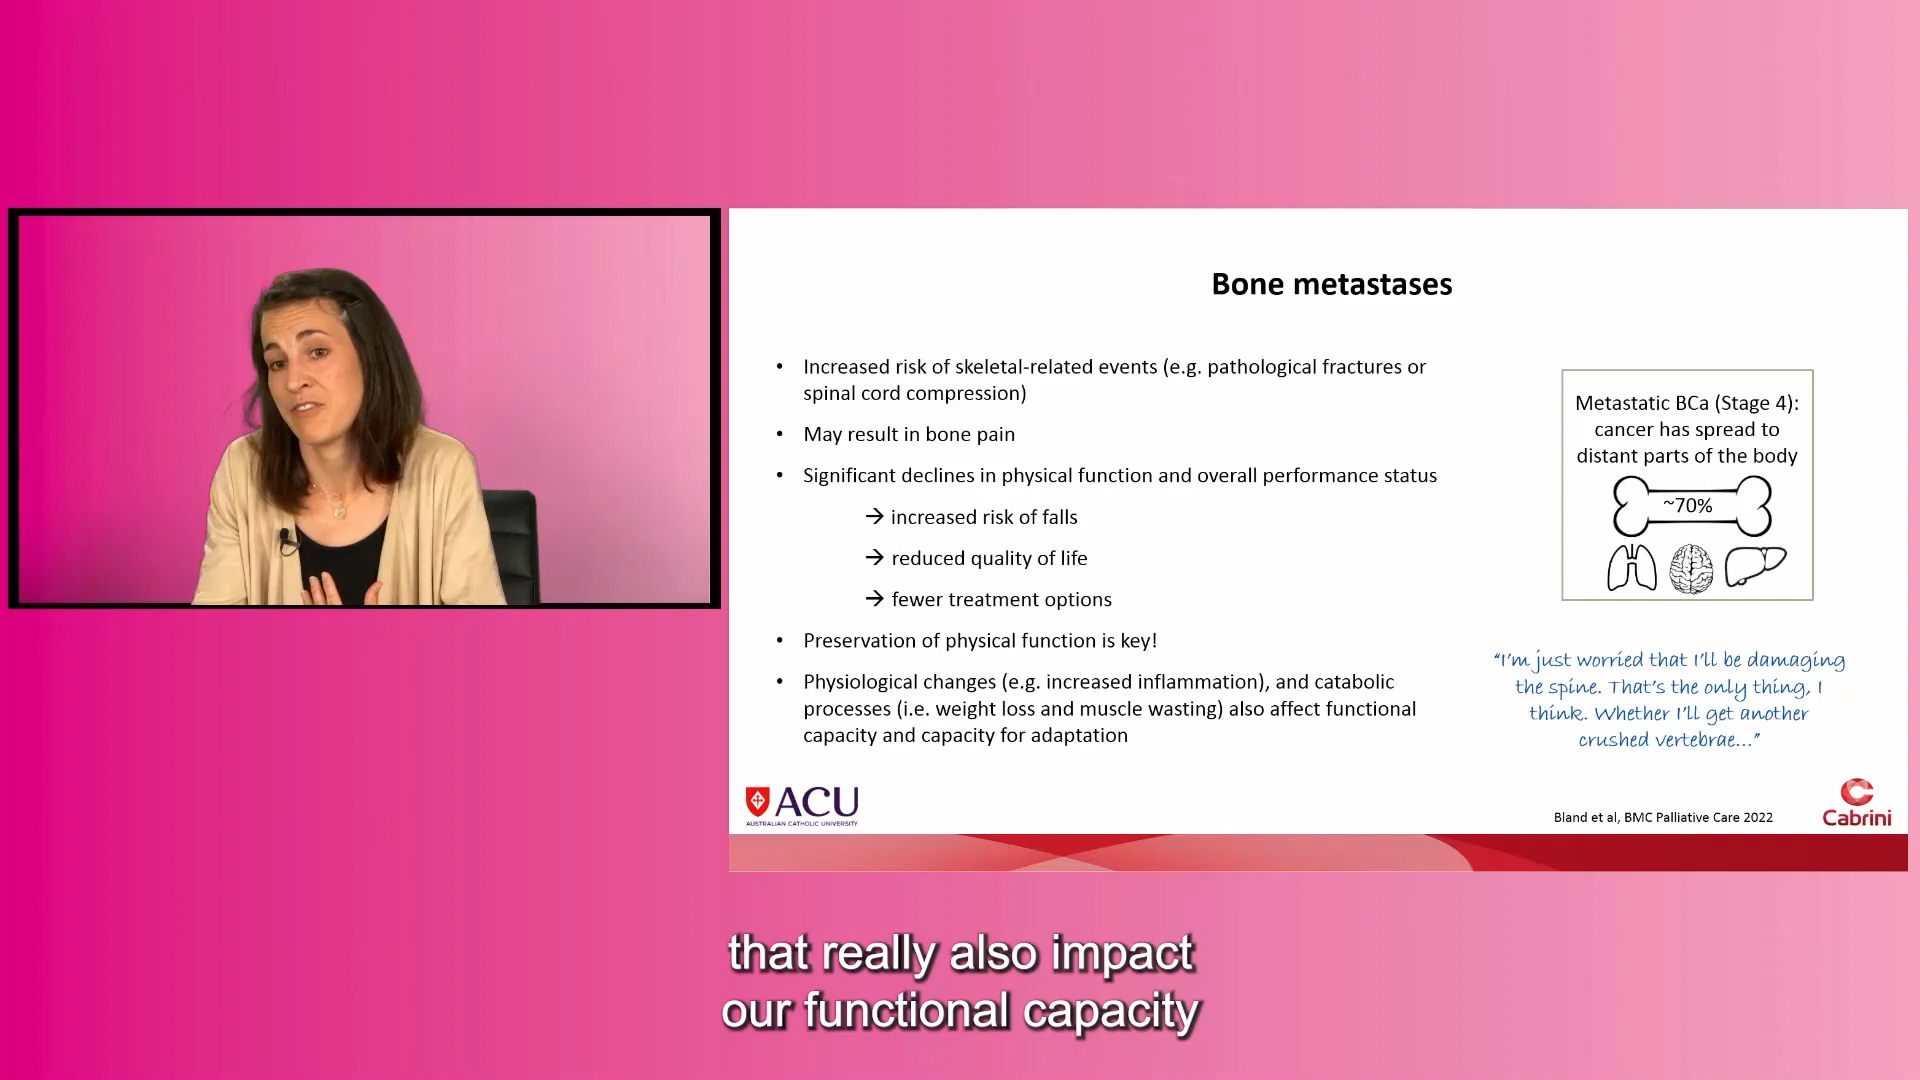 Bone metastases
• Increased risk of skeletal-related events (e.g. pathological fractures or
spinal cord compression)
• May result in bone pain
• Significant declines in physical function and overall performance status
→ increased risk of falls
→ reduced quality of life
→ fewer treatment options
• Preservation of physical function is key!
• Physiological changes (e.g. increased inflammation), and catabolic
processes (i.e. weight loss and muscle wasting) also affect functional
capacity and capacity for adaptation
Metastatic BCa (Stage 4):
cancer has spread to
distant parts of the body
~70%
“I’m just worried that I’ll be damaging
the spine. That’s the only thing, I
think. Whether I’ll get another
crushed vertebrae...”
ACU
AUSTRALIAN CATHOLIC UNIVERSITY
Bland et al, BMC Palliative Care 2022
Cabrini
that really also impact
our functional capacity